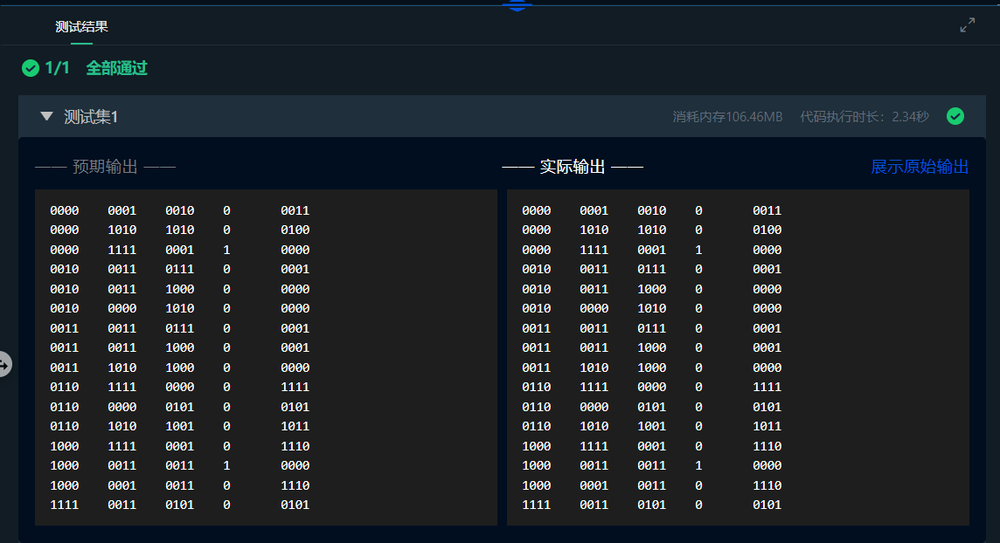 测试结果
1/1 全部通过
测试集1 消耗内存106.46MB 代码执行时长：2.34秒
—— 预期输出 —— —— 实际输出 —— 展示原始输出
0000 0001 0010 0 0011 0000 0001 0010 0 0011
0000 1010 1010 0 0100 0000 1010 1010 0 0100
0000 1111 0001 1 0000 0000 1111 0001 1 0000
0010 0011 0111 0 0001 0010 0011 0111 0 0001
0010 0011 1000 0 0000 0010 0011 1000 0 0000
0010 0000 1010 0 0000 0010 0000 1010 0 0000
0011 0011 0111 0 0001 0011 0011 0111 0 0001
0011 0011 1000 0 0001 0011 0011 1000 0 0001
0011 1010 1000 0 0000 0011 1010 1000 0 0000
0110 1111 0000 0 1111 0110 1111 0000 0 1111
0110 0000 0101 0 0101 0110 0000 0101 0 0101
0110 1010 1001 0 1011 0110 1010 1001 0 1011
1000 1111 0001 0 1110 1000 1111 0001 0 1110
1000 0011 0011 1 0000 1000 0011 0011 1 0000
1000 0001 0011 0 1110 1000 0001 0011 0 1110
1111 0011 0101 0 0101 1111 0011 0101 0 0101